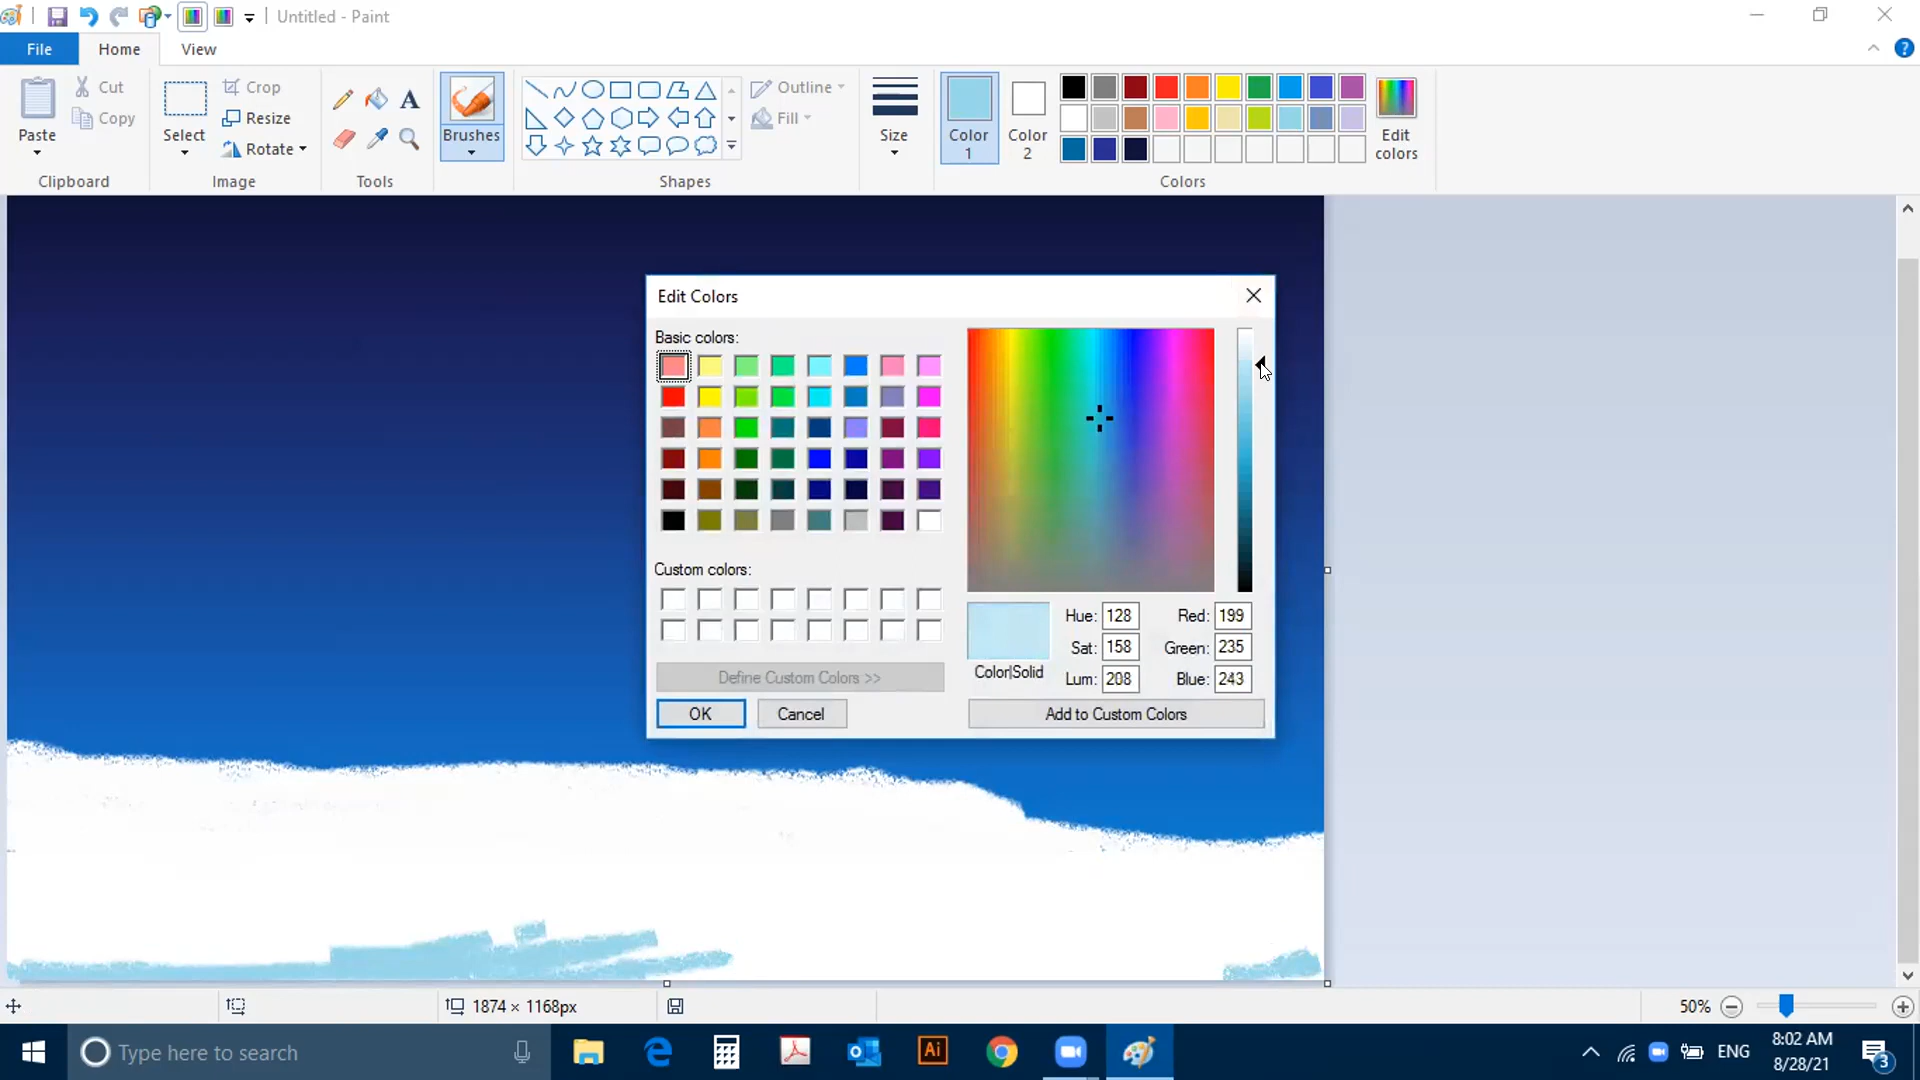 Untitled - Paint
File Home View
Paste
Cut
Copy
Clipboard
Select
Crop
Resize
Rotate
Image
A
Tools
Brushes
Shapes
Outline
Fill
Size
Color 1
Color 2
Edit colors
Colors
Edit Colors
Basic colors:
Custom colors:
Define Custom Colors >>
OK Cancel
Color|Solid
Hue: 128 Red: 199
Sat: 158 Green: 235
Lum: 208 Blue: 243
Add to Custom Colors
1874 × 1168px
50%
Type here to search
Ai
ENG
8:02 AM
8/28/21
3